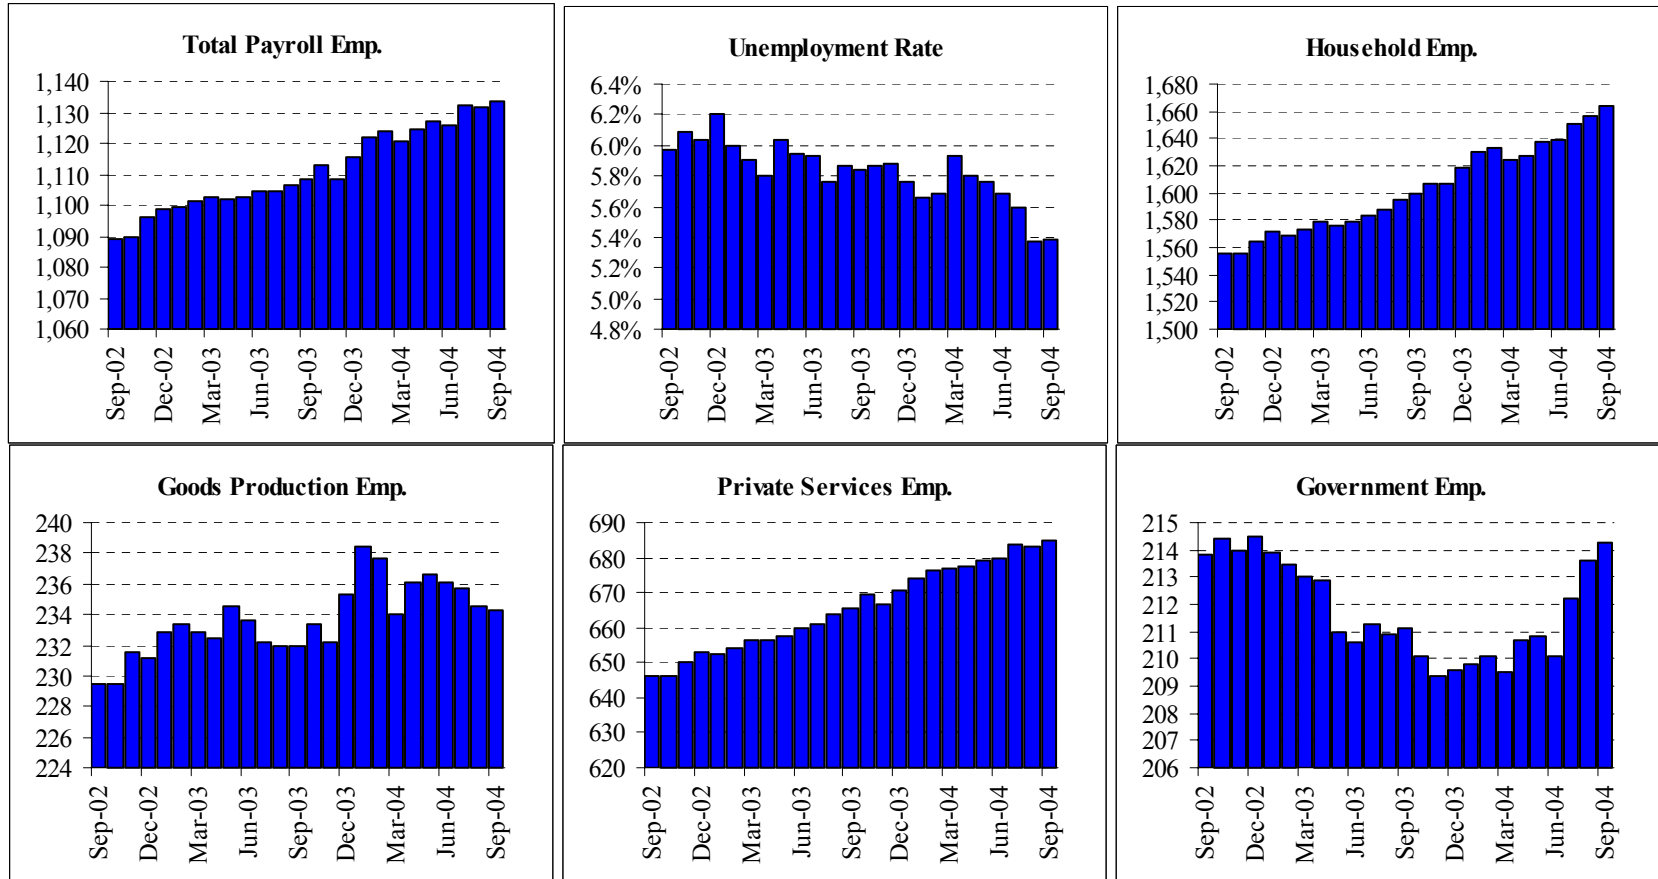 Total Payroll Emp.
1,140
1,130
1,120
1,110
1,100
1,090
1,080
1,070
1,060
Sep-02
Dec-02
Mar-03
Jun-03
Sep-03
Dec-03
Mar-04
Jun-04
Sep-04
Unemployment Rate
6.4%
6.2%
6.0%
5.8%
5.6%
5.4%
5.2%
5.0%
4.8%
Sep-02
Dec-02
Mar-03
Jun-03
Sep-03
Dec-03
Mar-04
Jun-04
Sep-04
Household Emp.
1,680
1,660
1,640
1,620
1,600
1,580
1,560
1,540
1,520
1,500
Sep-02
Dec-02
Mar-03
Jun-03
Sep-03
Dec-03
Mar-04
Jun-04
Sep-04
Goods Production Emp.
240
238
236
234
232
230
228
226
224
Sep-02
Dec-02
Mar-03
Jun-03
Sep-03
Dec-03
Mar-04
Jun-04
Sep-04
Private Services Emp.
690
680
670
660
650
640
630
620
Sep-02
Dec-02
Mar-03
Jun-03
Sep-03
Dec-03
Mar-04
Jun-04
Sep-04
Government Emp.
215
214
213
212
211
210
209
208
207
206
Sep-02
Dec-02
Mar-03
Jun-03
Sep-03
Dec-03
Mar-04
Jun-04
Sep-04